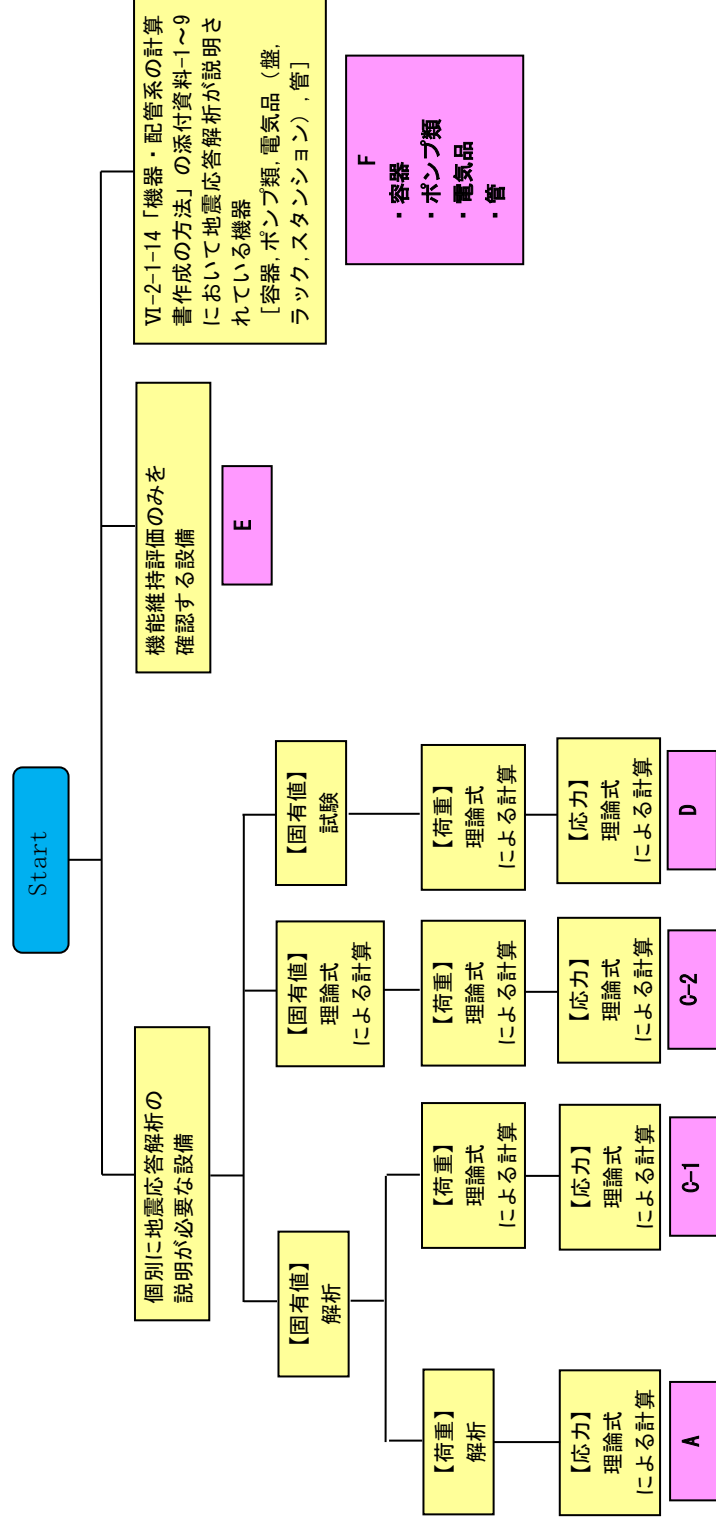 Start
個別に地震応答解析の
説明が必要な設備
機能維持評価のみを
確認する設備
E
Ⅵ-2-1-14「機器・配管系の計算
書作成の方法」の添付資料-1~9
において地震応答解析が説明さ
れている機器
[容器,ポンプ類,電気品（盤,
ラック,スタンション）,管]
F
・容器
・ポンプ類
・電気品
・管
【固有値】
解析
【固有値】
理論式
による計算
【固有値】
試験
【荷重】
解析
【荷重】
理論式
による計算
【荷重】
理論式
による計算
【荷重】
理論式
による計算
【応力】
理論式
による計算
【応力】
理論式
による計算
【応力】
理論式
による計算
【応力】
理論式
による計算
A
C-1
C-2
D